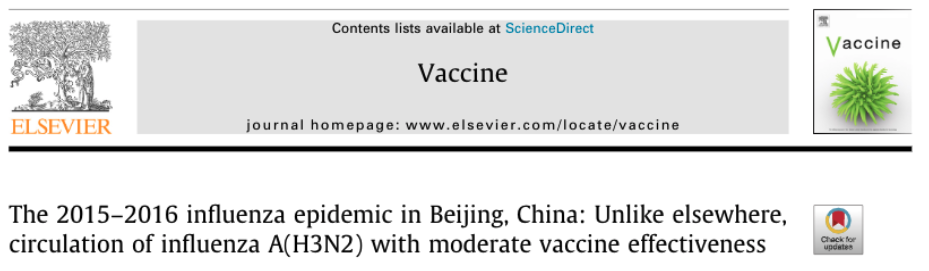 Contents lists available at ScienceDirect
Vaccine
journal homepage: www.elsevier.com/locate/vaccine
ELSEVIER
Vaccine
The 2015–2016 influenza epidemic in Beijing, China: Unlike elsewhere,
circulation of influenza A(H3N2) with moderate vaccine effectiveness
Check for
updates